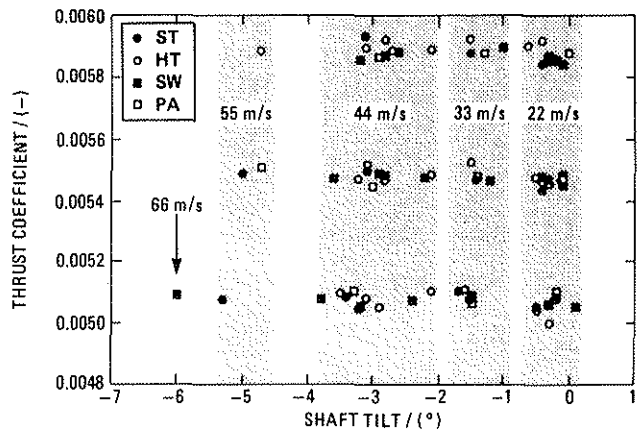 THRUST COEFFICIENT / (−)
0.0060
0.0058
0.0056
0.0054
0.0052
0.0050
0.0048
ST
HT
SW
PA
55 m/s
44 m/s
33 m/s
22 m/s
66 m/s
−7
−6
−5
−4
−3
−2
−1
0
1
SHAFT TILT / (°)